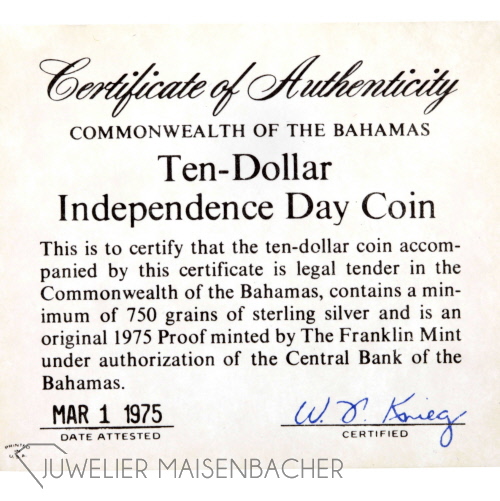 Certificate of Authenticity
COMMONWEALTH OF THE BAHAMAS
Ten-Dollar
Independence Day Coin
This is to certify that the ten-dollar coin accom-
panied by this certificate is legal tender in the
Commonwealth of the Bahamas, contains a min-
imum of 750 grains of sterling silver and is an
original 1975 Proof minted by The Franklin Mint
under authorization of the Central Bank of the
Bahamas.
MAR 1 1975
DATE ATTESTED
W. P. Krieg
CERTIFIED
PRINTED
IN
U.S.A.
JUWELIER MAISENBACHER